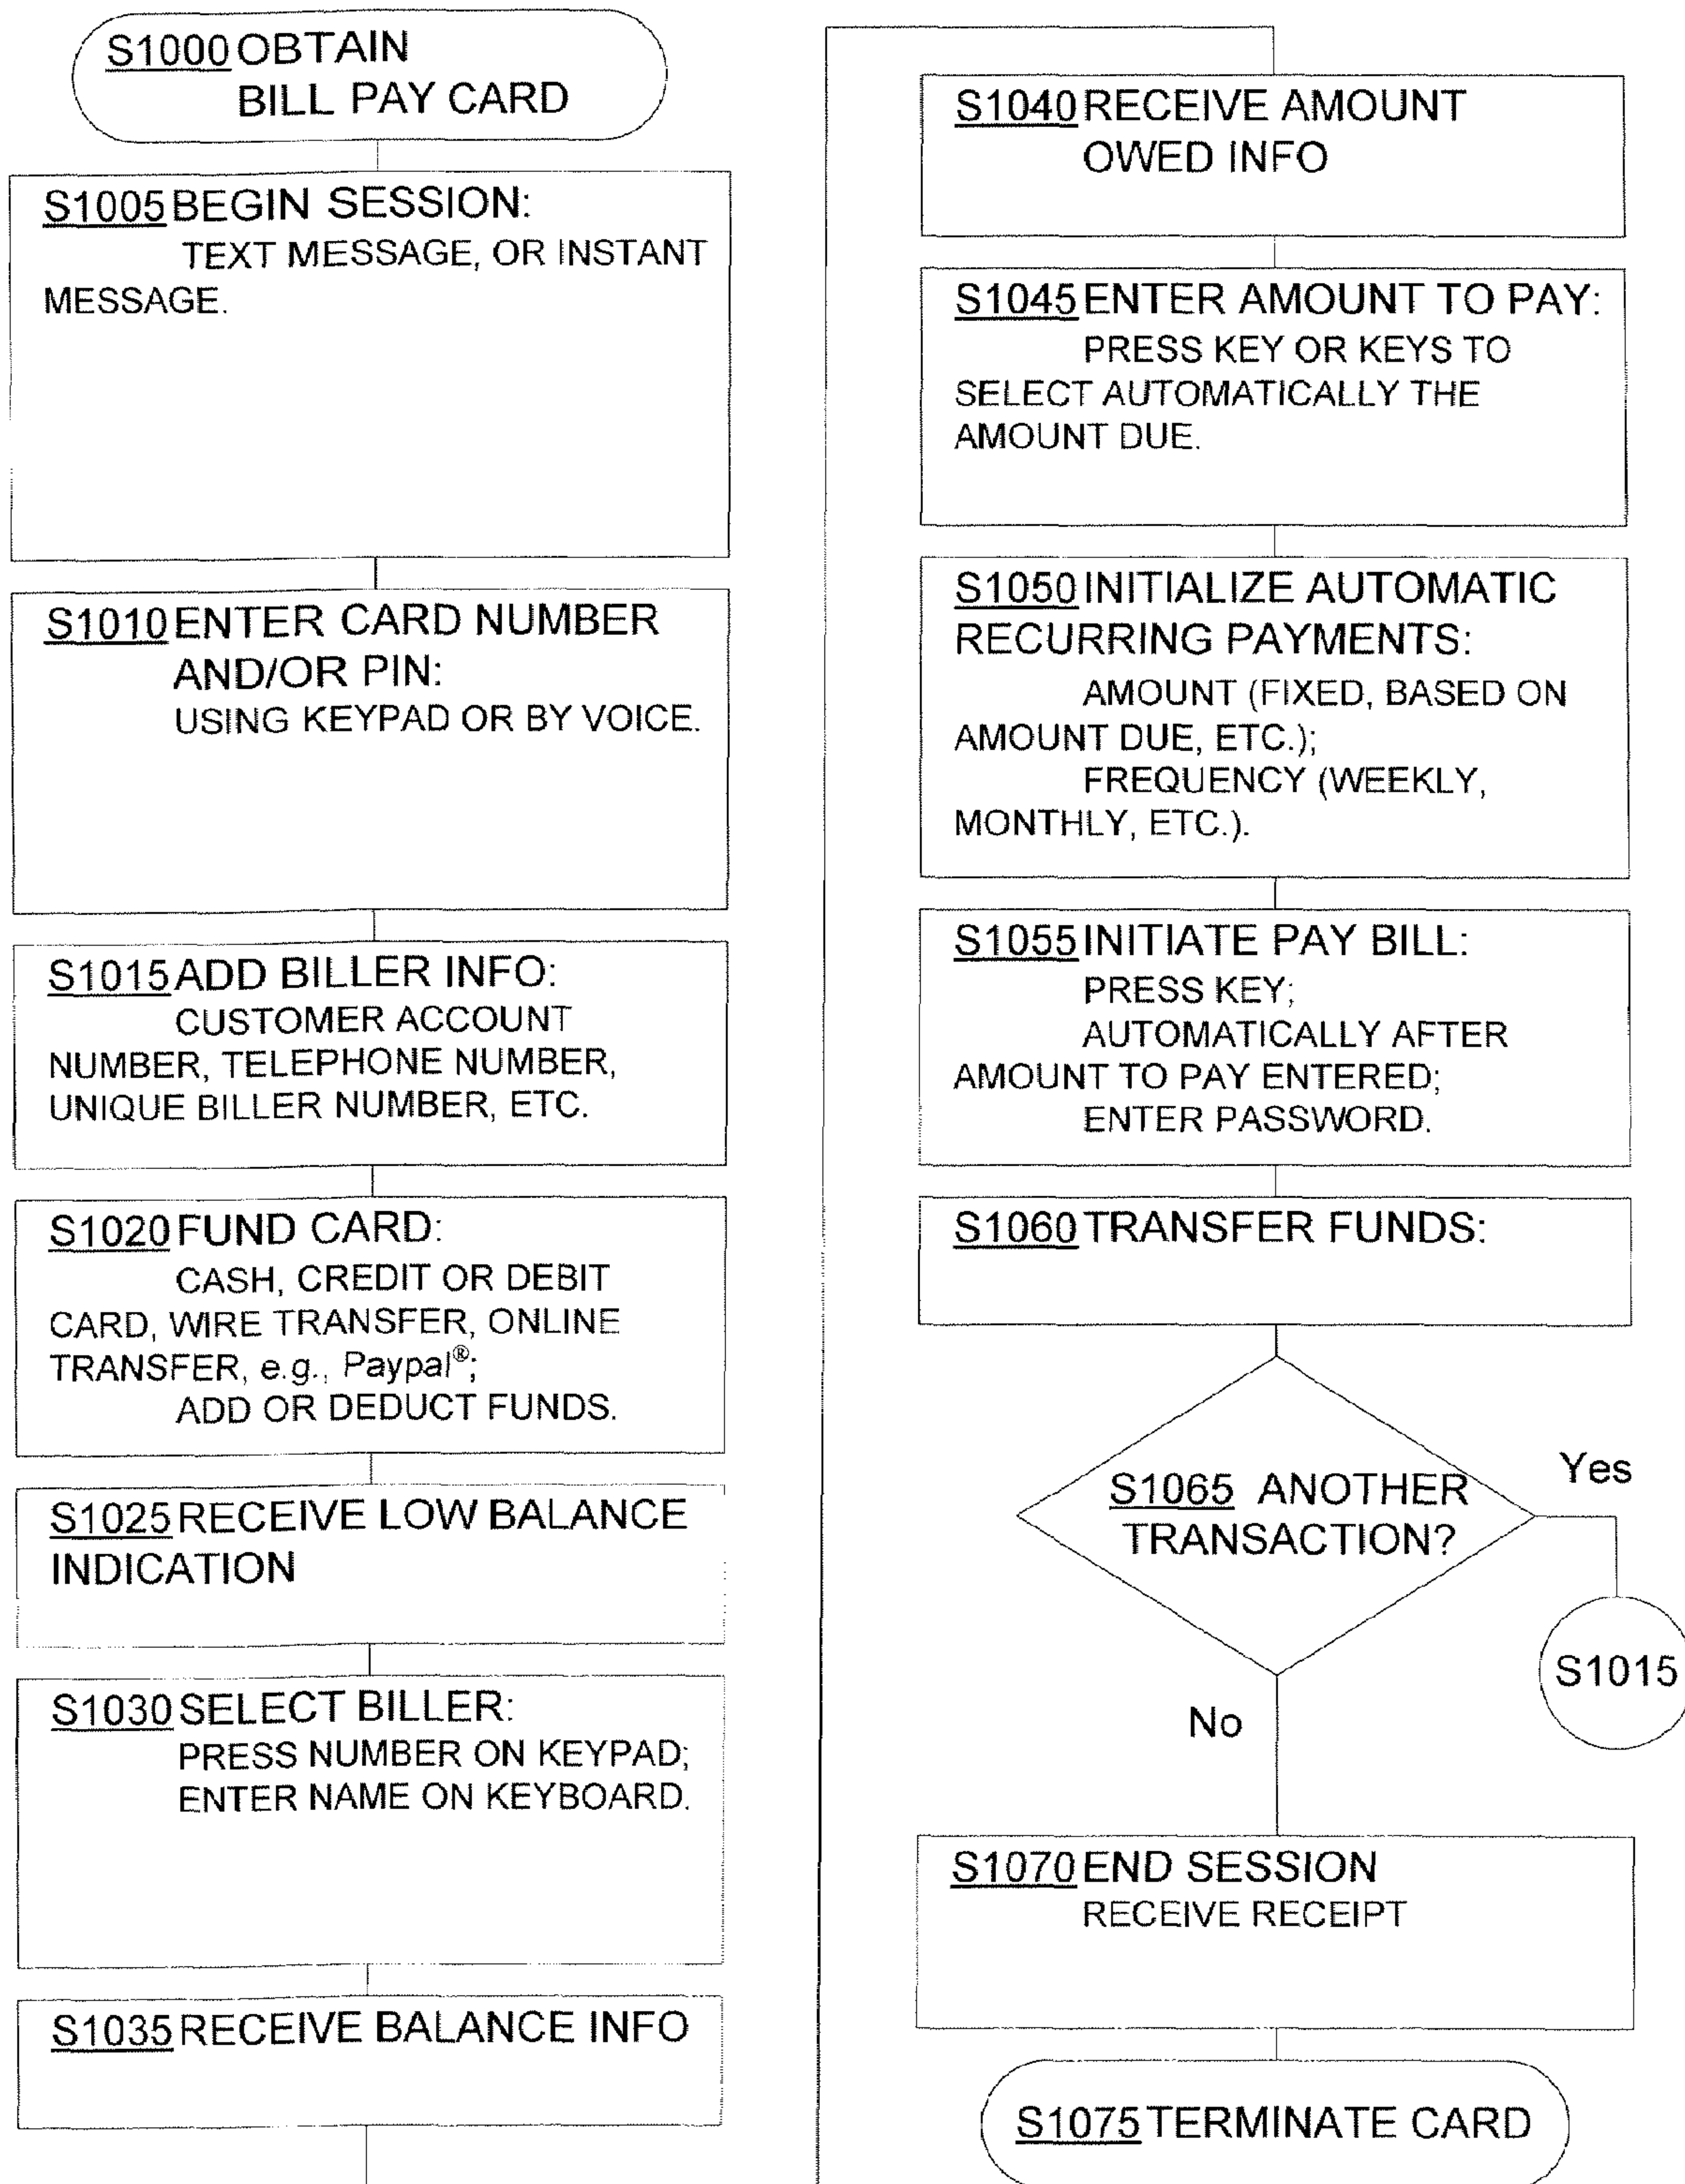 S1000 OBTAIN
BILL PAY CARD
S1005 BEGIN SESSION:
TEXT MESSAGE, OR INSTANT
MESSAGE.
S1010 ENTER CARD NUMBER
AND/OR PIN:
USING KEYPAD OR BY VOICE.
S1015 ADD BILLER INFO:
CUSTOMER ACCOUNT
NUMBER, TELEPHONE NUMBER,
UNIQUE BILLER NUMBER, ETC.
S1020 FUND CARD:
CASH, CREDIT OR DEBIT
CARD, WIRE TRANSFER, ONLINE
TRANSFER, e.g., Paypal®;
ADD OR DEDUCT FUNDS.
S1025 RECEIVE LOW BALANCE
INDICATION
S1030 SELECT BILLER:
PRESS NUMBER ON KEYPAD;
ENTER NAME ON KEYBOARD.
S1035 RECEIVE BALANCE INFO
S1040 RECEIVE AMOUNT
OWED INFO
S1045 ENTER AMOUNT TO PAY:
PRESS KEY OR KEYS TO
SELECT AUTOMATICALLY THE
AMOUNT DUE.
S1050 INITIALIZE AUTOMATIC
RECURRING PAYMENTS:
AMOUNT (FIXED, BASED ON
AMOUNT DUE, ETC.);
FREQUENCY (WEEKLY,
MONTHLY, ETC.).
S1055 INITIATE PAY BILL:
PRESS KEY;
AUTOMATICALLY AFTER
AMOUNT TO PAY ENTERED;
ENTER PASSWORD.
S1060 TRANSFER FUNDS:
S1065 ANOTHER
TRANSACTION?
Yes
S1015
No
S1070 END SESSION
RECEIVE RECEIPT
S1075 TERMINATE CARD